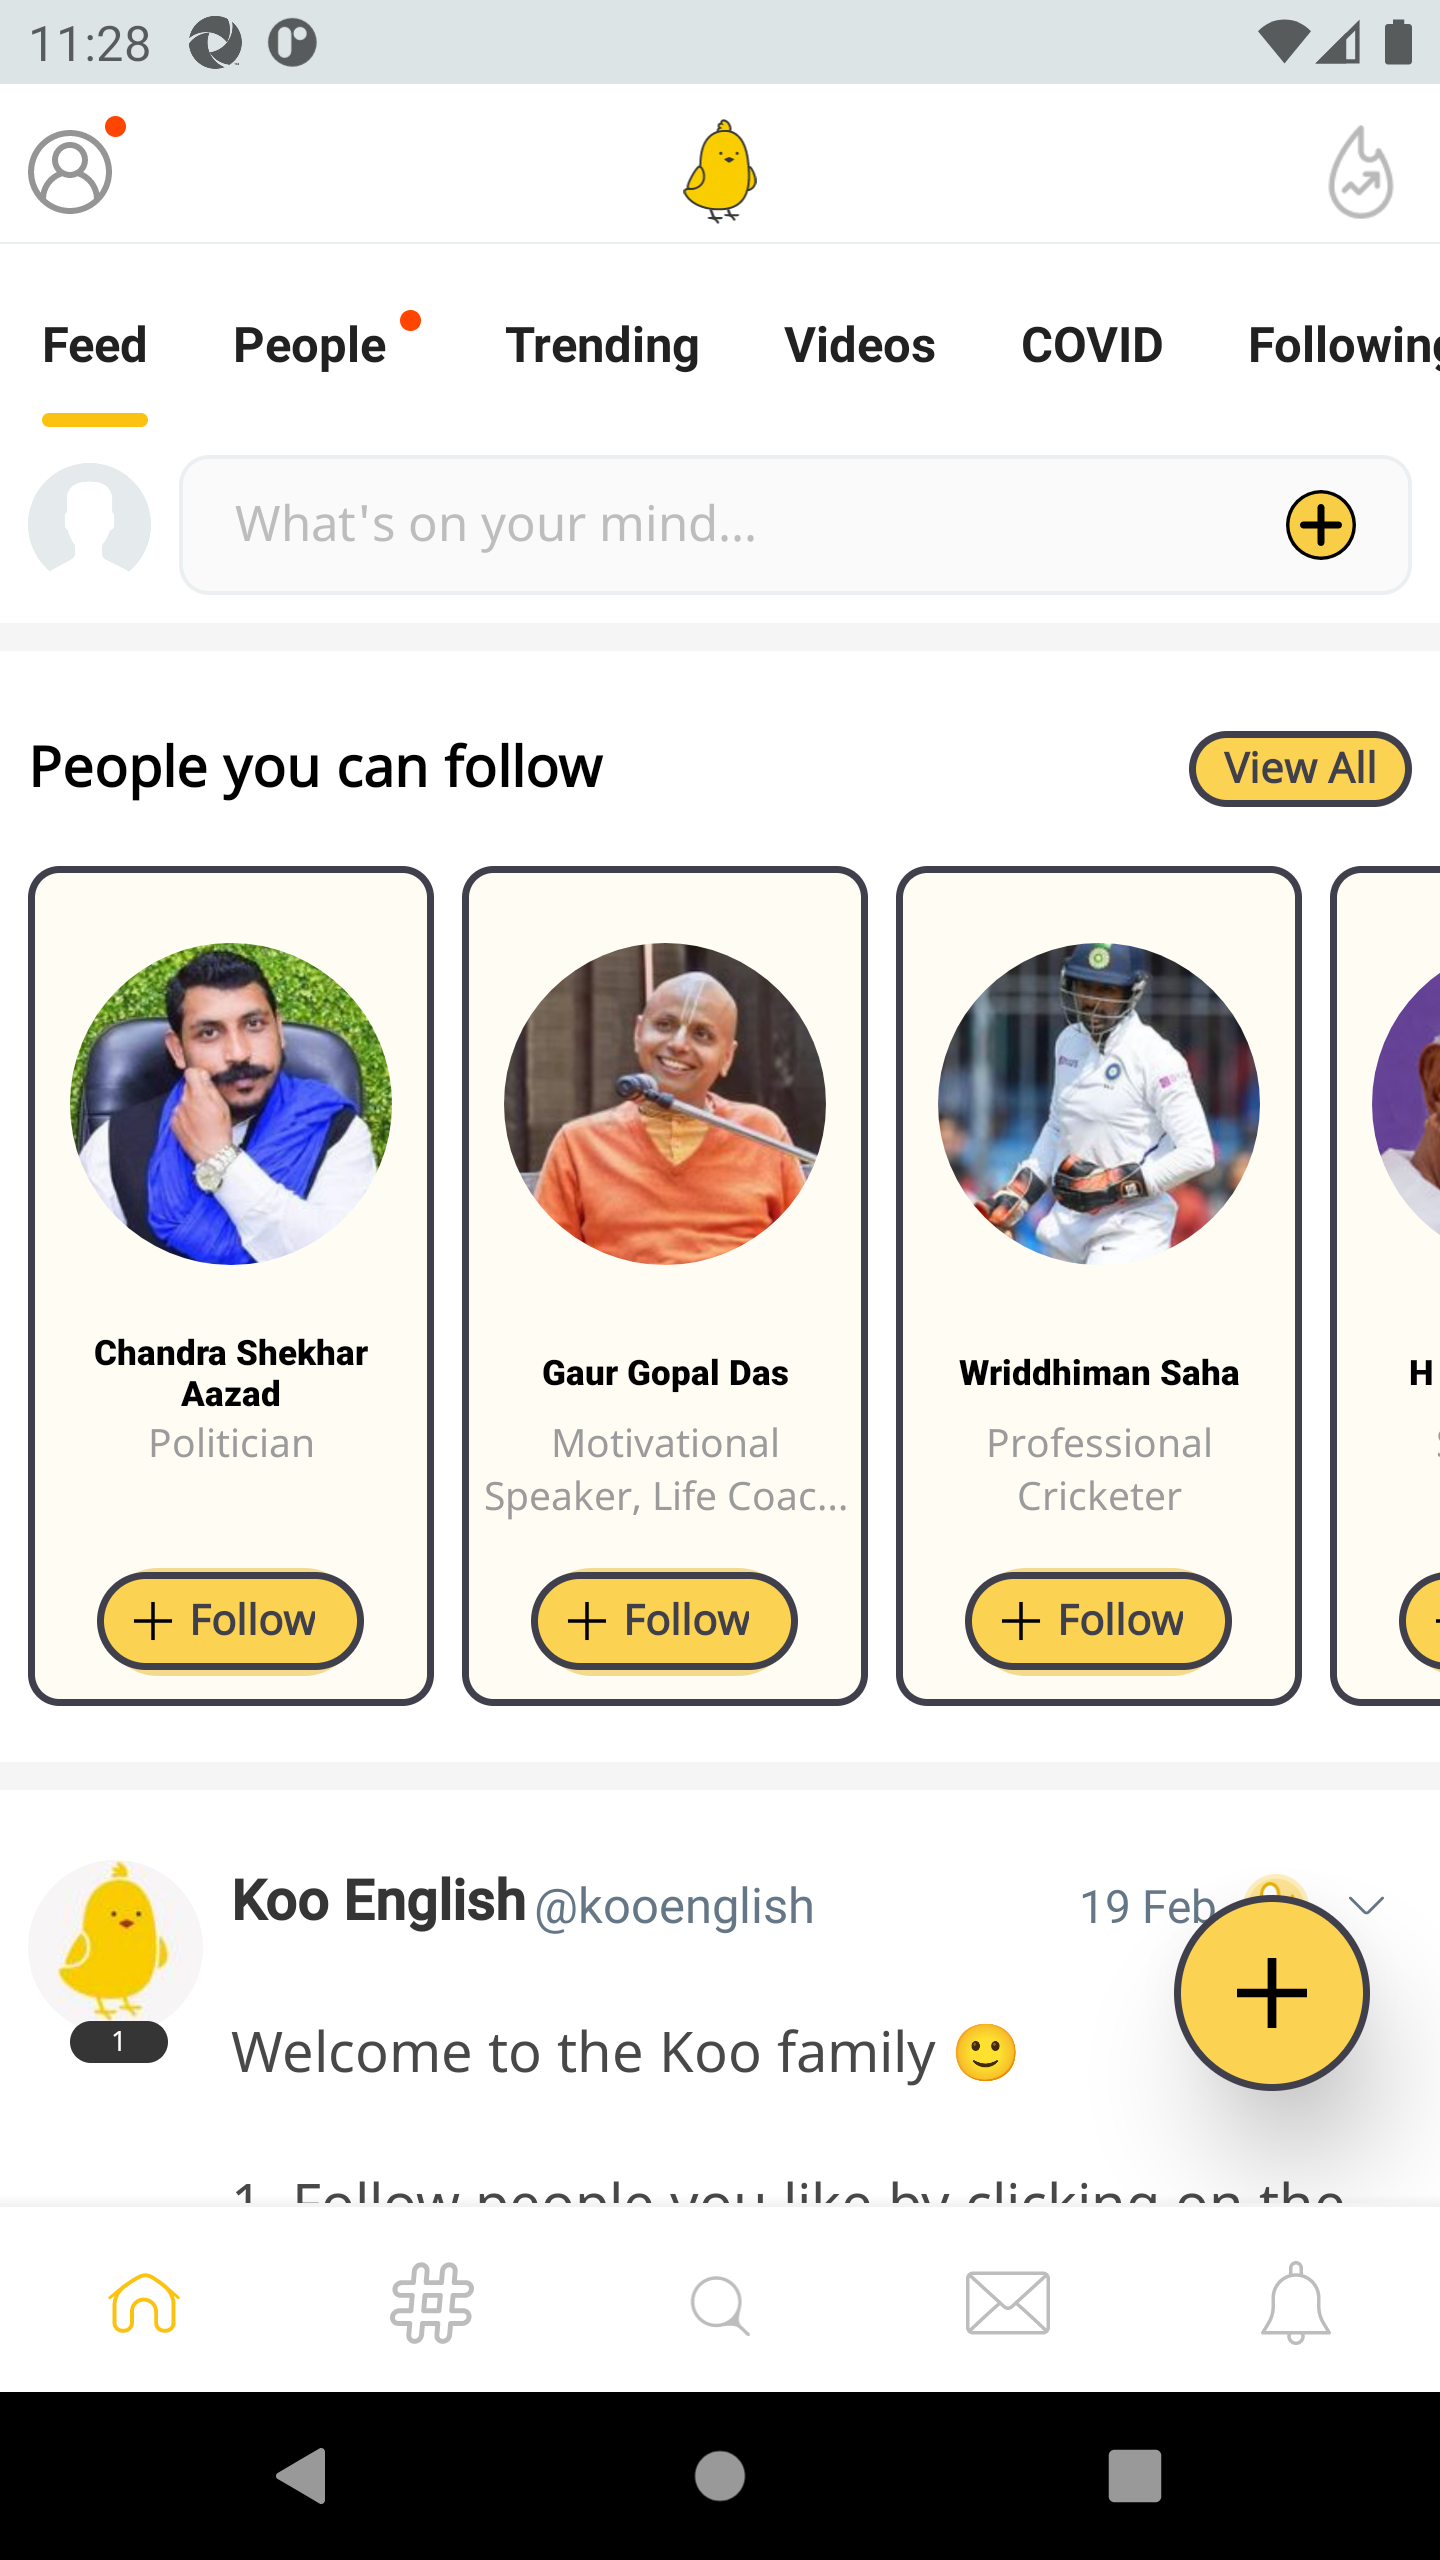 11:28
Feed People Trending Videos COVID Following
What's on your mind...
People you can follow View All
Chandra Shekhar
Aazad
Politician
+ Follow
Gaur Gopal Das
Motivational
Speaker, Life Coac...
+ Follow
Wriddhiman Saha
Professional
Cricketer
+ Follow
H
Koo English @kooenglish 19 Feb
1
Welcome to the Koo family 🙂
1. Follow people you like by clicking on the